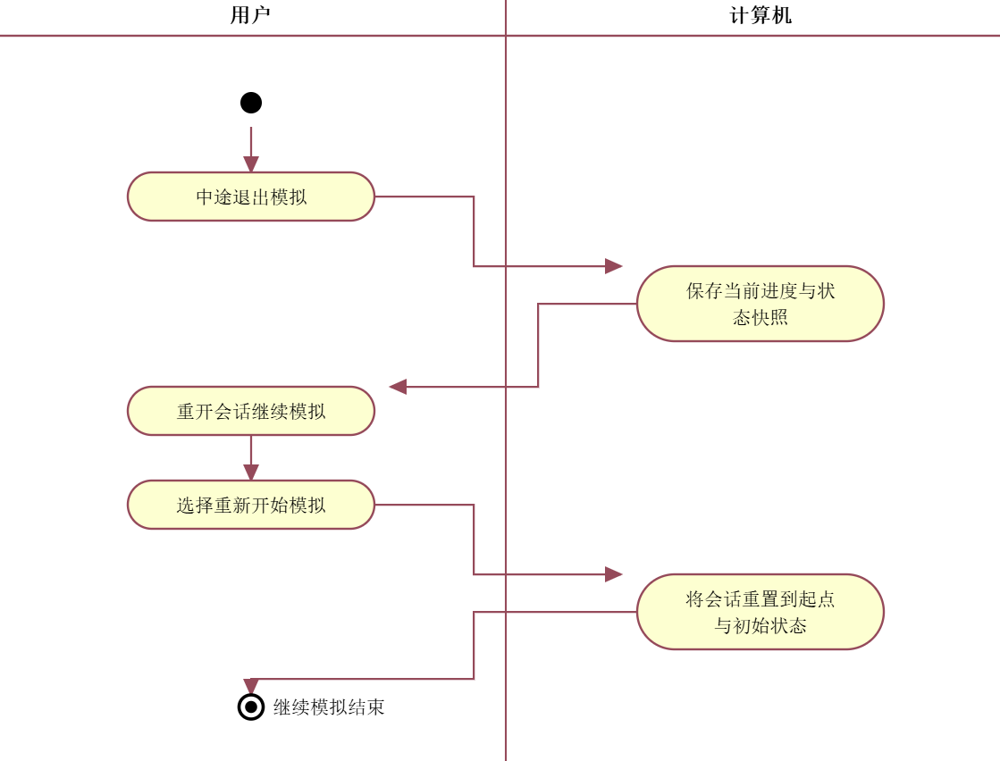 用户
计算机
中途退出模拟
保存当前进度与状
态快照
重开会话继续模拟
选择重新开始模拟
将会话重置到起点
与初始状态
继续模拟结束